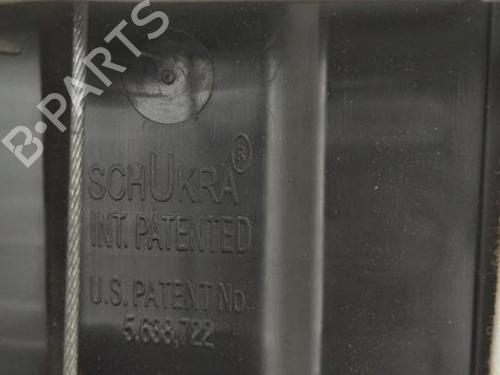 B-PARTS
SCHUKRA®
INT. PATENTED
U.S. PATENT No.
5.638,722